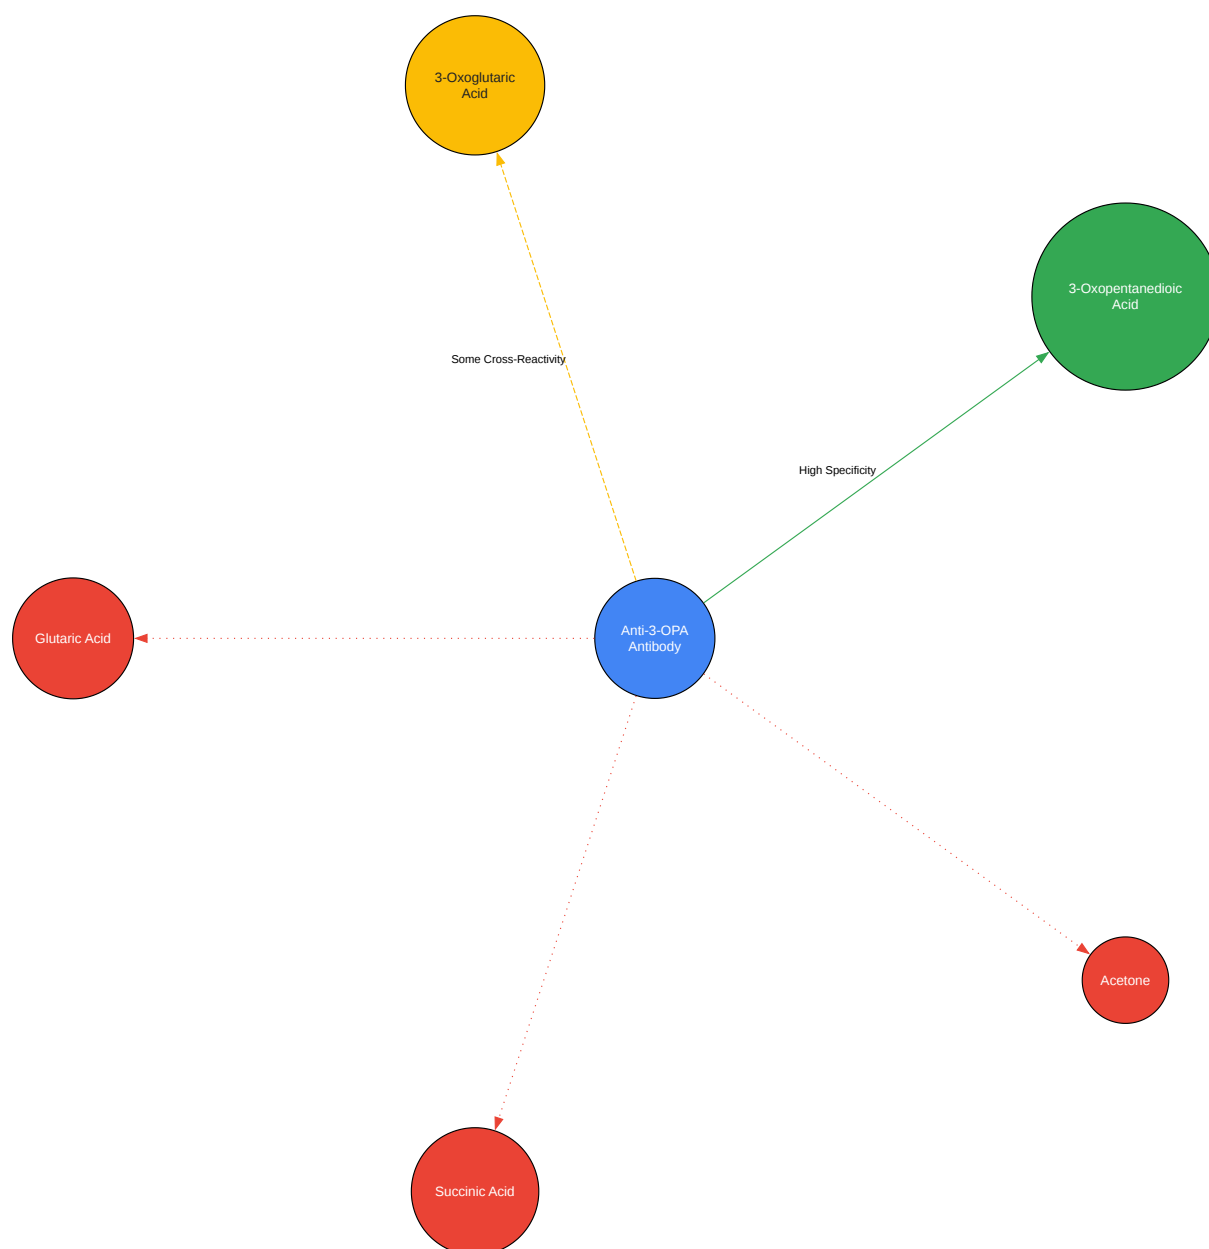 3-Oxoglutaric
Acid
3-Oxopentanedioic
Acid
Some Cross-Reactivity
High Specificity
Glutaric Acid
Anti-3-OPA
Antibody
Acetone
Succinic Acid